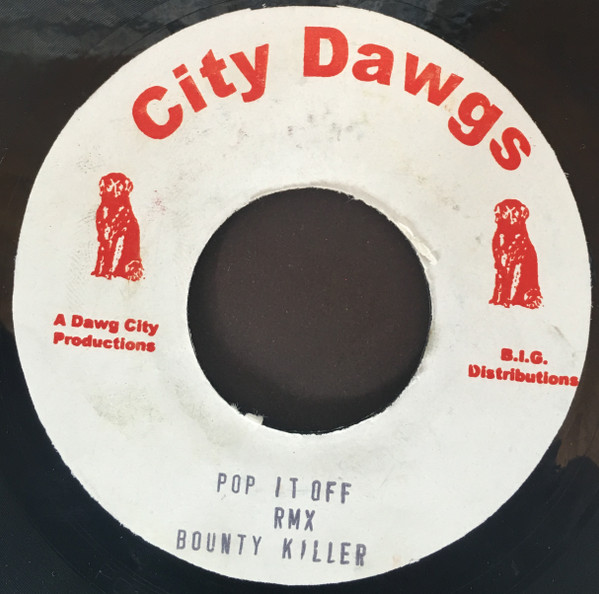 City Dawgs
A Dawg City
Productions
B.I.G.
Distributions
POP IT OFF
RMX
BOUNTY KILLER